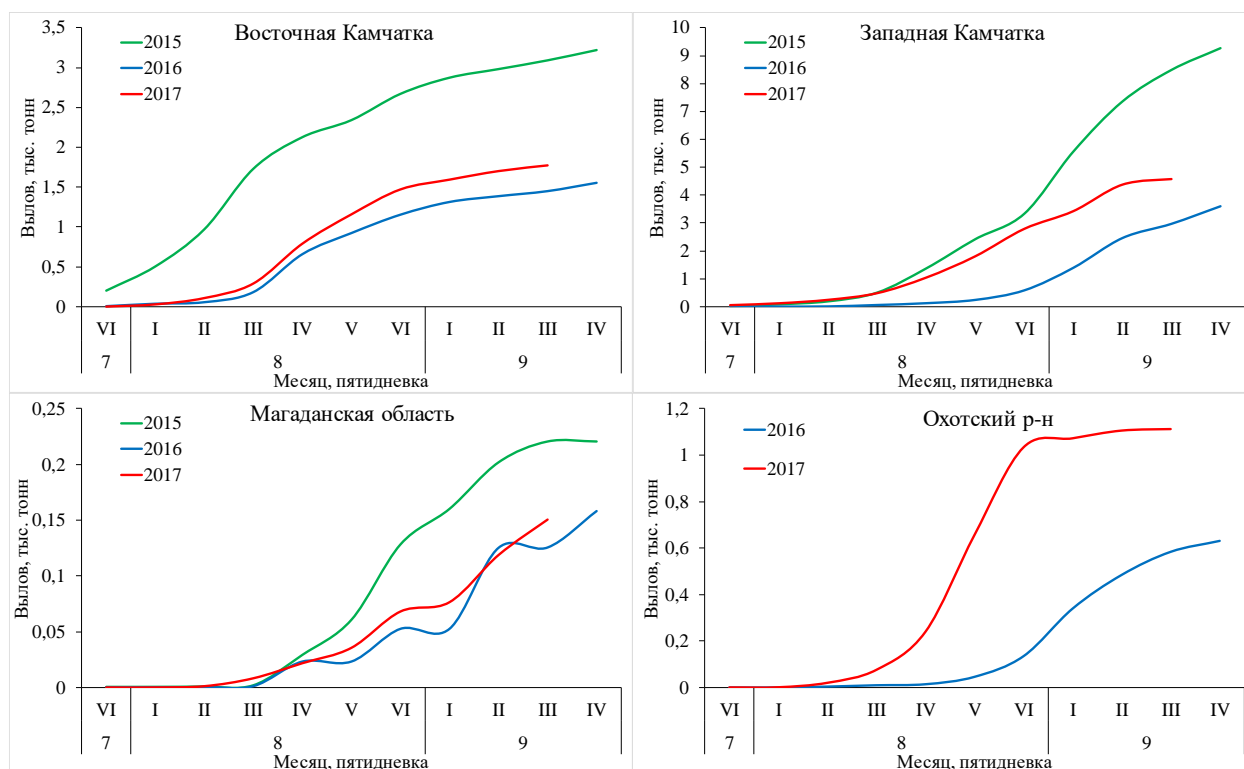 Восточная Камчатка
2015
2016
2017
Вылов, тыс. тонн
3,5
3
2,5
2
1,5
1
0,5
0
VI I II III IV V VI I II III IV
7 8 9
Месяц, пятидневка
Западная Камчатка
2015
2016
2017
Вылов, тыс. тонн
10
9
8
7
6
5
4
3
2
1
0
VI I II III IV V VI I II III IV
7 8 9
Месяц, пятидневка
Магаданская область
2015
2016
2017
Вылов, тыс. тонн
0,25
0,2
0,15
0,1
0,05
0
VI I II III IV V VI I II III IV
7 8 9
Месяц, пятидневка
Охотский р-н
2016
2017
Вылов, тыс. тонн
1,2
1
0,8
0,6
0,4
0,2
0
VI I II III IV V VI I II III IV
7 8 9
Месяц, пятидневка